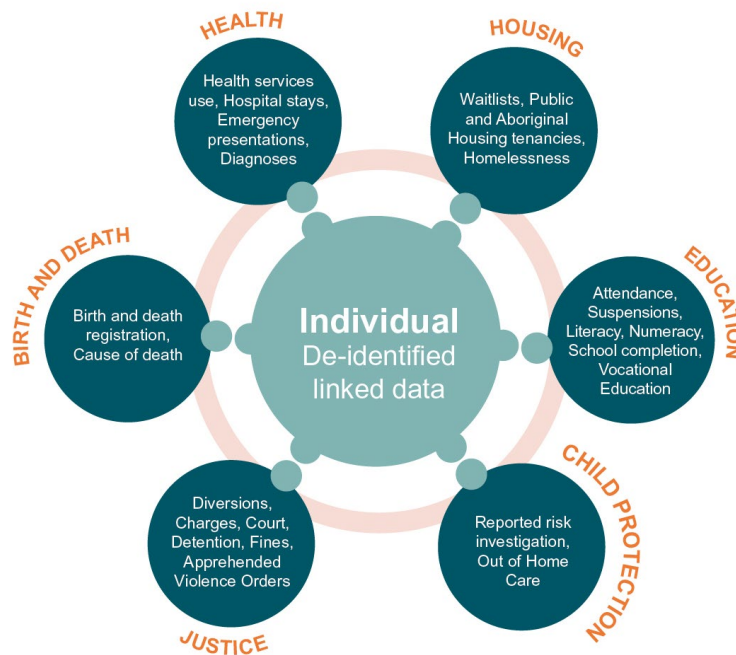 HEALTH
Health services
use, Hospital stays,
Emergency
presentations,
Diagnoses
HOUSING
Waitlists, Public
and Aboriginal
Housing tenancies,
Homelessness
EDUCATION
Attendance,
Suspensions,
Literacy, Numeracy,
School completion,
Vocational
Education
CHILD PROTECTION
Reported risk
investigation,
Out of Home
Care
JUSTICE
Diversions,
Charges, Court,
Detention, Fines,
Apprehended
Violence Orders
BIRTH AND DEATH
Birth and death
registration,
Cause of death
Individual
De-identified
linked data